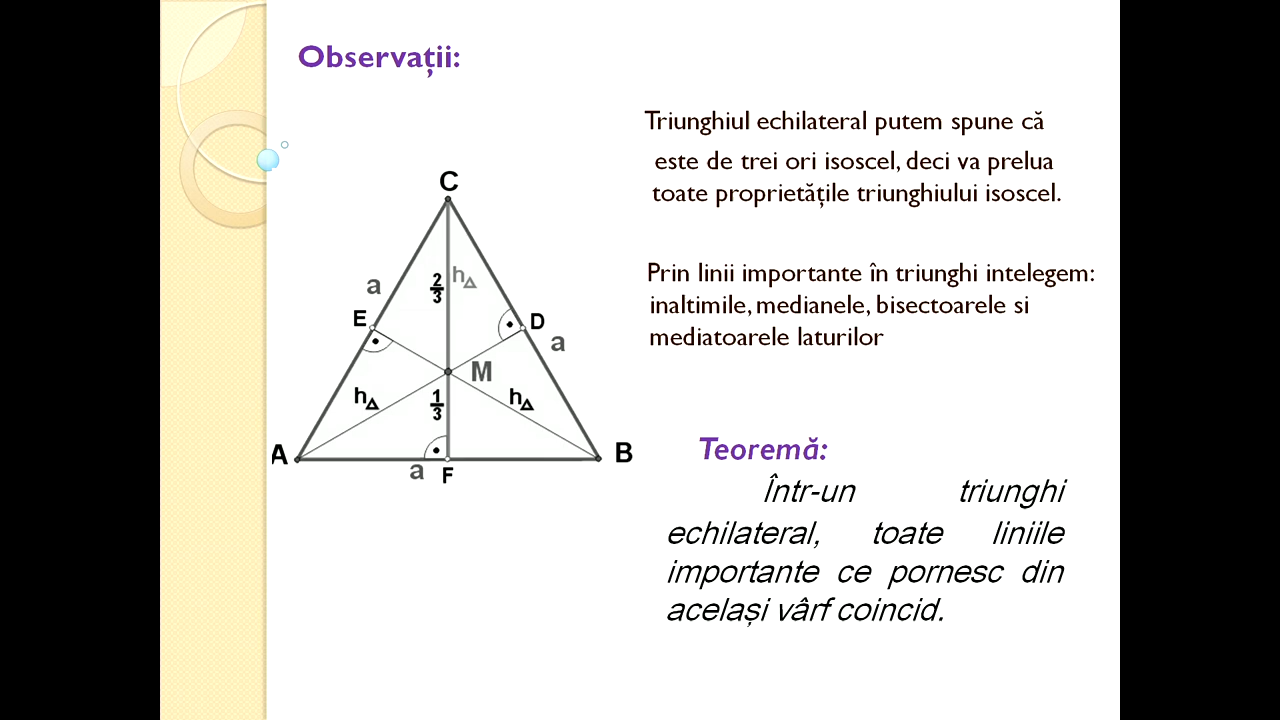 Observații:
Triunghiul echilateral putem spune că
este de trei ori isoscel, deci va prelua
toate proprietățile triunghiului isoscel.
Prin linii importante în triunghi intelegem:
inaltimile, medianele, bisectoarele si
mediatoarele laturilor
C
2/3
h△
a
E
D
a
M
h△
1/3
h△
A
B
a
F
Teoremă:
Într-un triunghi
echilateral, toate liniile
importante ce pornesc din
același vârf coincid.